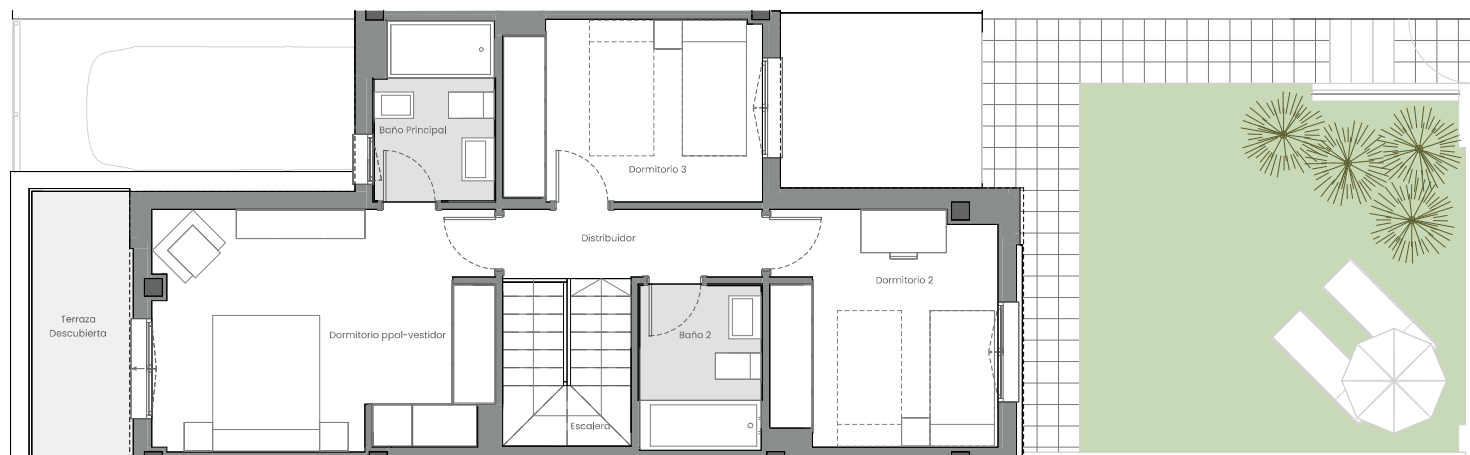 Baño Principal
Dormitorio 3
Distribuidor
Dormitorio 2
Terraza
Descubierta
Dormitorio ppal-vestidor
Baño 2
Escalera